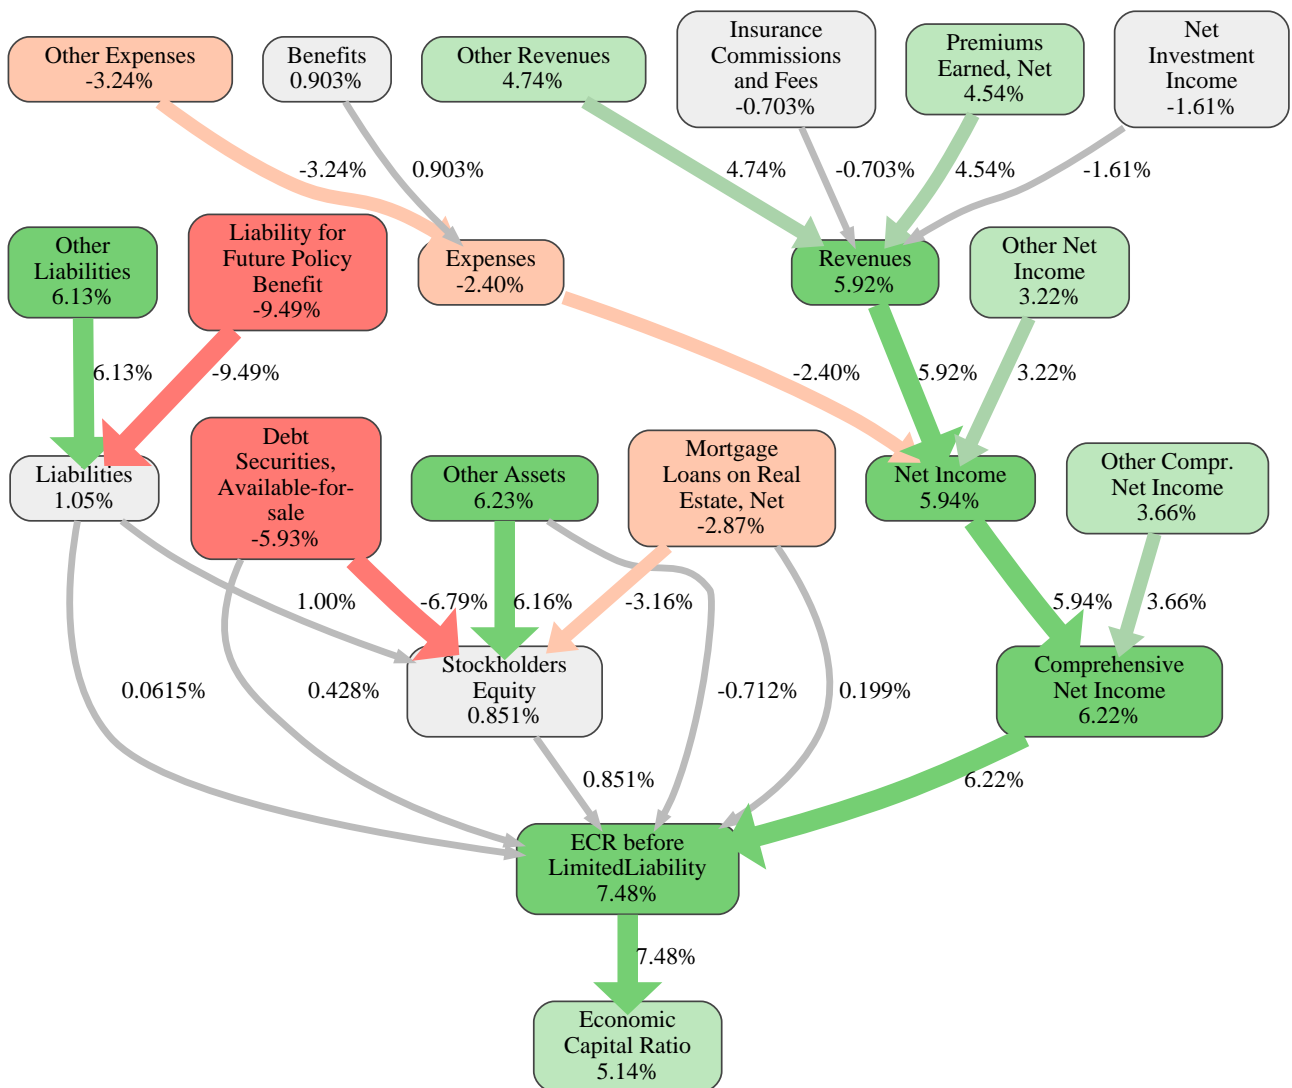 Other Expenses
-3.24%
Benefits
0.903%
Other Revenues
4.74%
Insurance
Commissions
and Fees
-0.703%
Premiums
Earned, Net
4.54%
Net
Investment
Income
-1.61%
-3.24%
0.903%
4.74%
-0.703%
4.54%
-1.61%
Other
Liabilities
6.13%
Liability for
Future Policy
Benefit
-9.49%
Expenses
-2.40%
Revenues
5.92%
Other Net
Income
3.22%
6.13%
-9.49%
-2.40%
5.92%
3.22%
Liabilities
1.05%
Debt
Securities,
Available-for-
sale
-5.93%
Other Assets
6.23%
Mortgage
Loans on Real
Estate, Net
-2.87%
Net Income
5.94%
Other Compr.
Net Income
3.66%
1.00%
-6.79%
6.16%
-3.16%
5.94%
3.66%
0.0615%
0.428%
Stockholders
Equity
0.851%
-0.712%
0.199%
Comprehensive
Net Income
6.22%
0.851%
6.22%
ECR before
LimitedLiability
7.48%
7.48%
Economic
Capital Ratio
5.14%